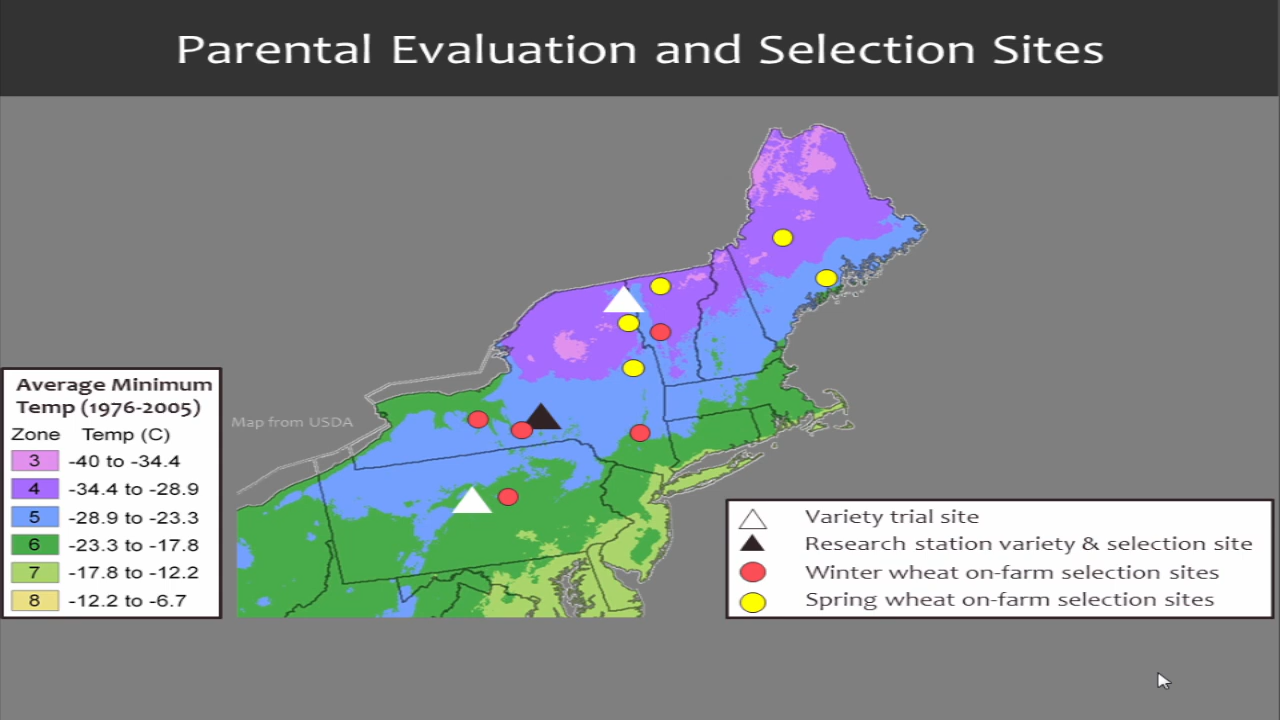 Parental Evaluation and Selection Sites
Average Minimum
Temp (1976-2005)
Zone Temp (C)
3 -40 to -34.4
4 -34.4 to -28.9
5 -28.9 to -23.3
6 -23.3 to -17.8
7 -17.8 to -12.2
8 -12.2 to -6.7
Map from USDA
Variety trial site
Research station variety & selection site
Winter wheat on-farm selection sites
Spring wheat on-farm selection sites